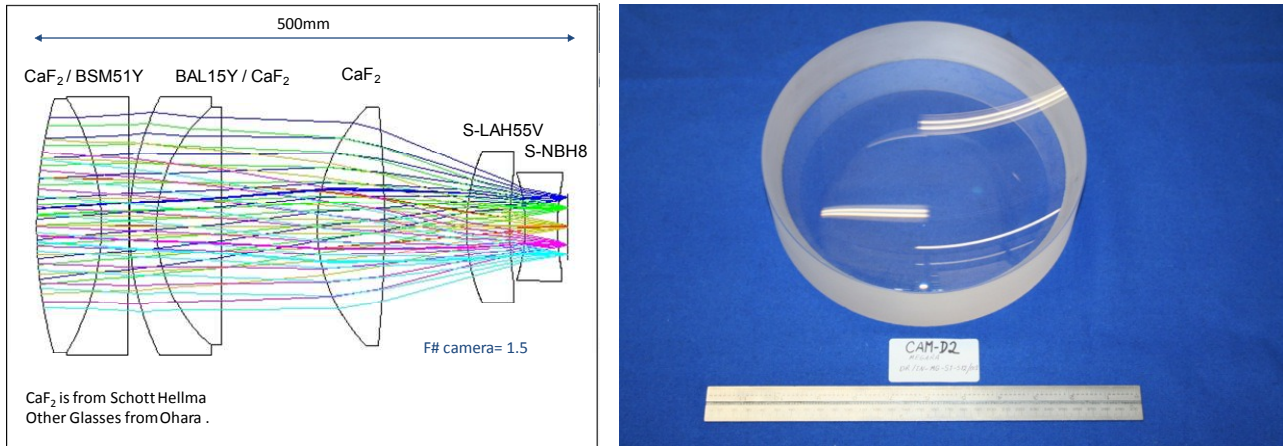 500mm
CaF₂ / BSM51Y
BAL15Y / CaF₂
CaF₂
S-LAH55V
S-NBH8
F# camera= 1.5
CaF₂ is from Schott Hellma
Other Glasses from Ohara .
CAM-D2
MEGARA